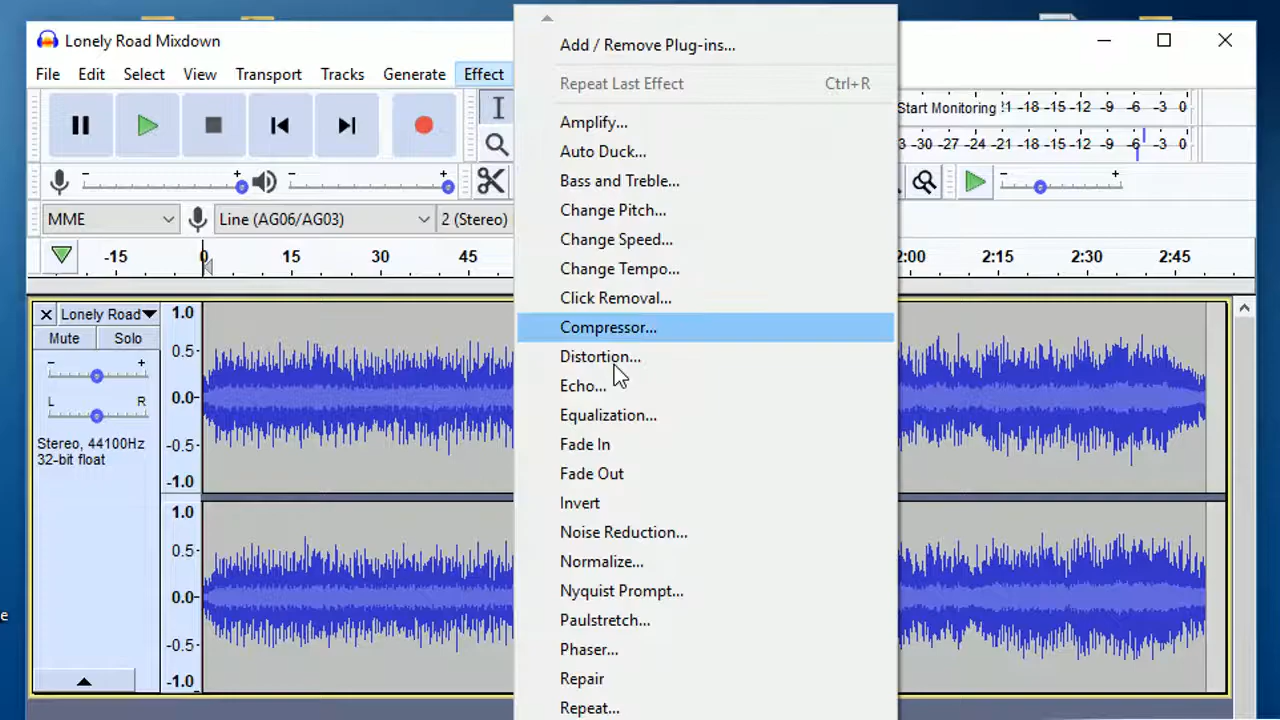 Lonely Road Mixdown
File Edit Select View Transport Tracks Generate Effect
Add / Remove Plug-ins...
Repeat Last Effect Ctrl+R
Amplify...
Auto Duck...
Bass and Treble...
Change Pitch...
Change Speed...
Change Tempo...
Click Removal...
Compressor...
Distortion...
Echo...
Equalization...
Fade In
Fade Out
Invert
Noise Reduction...
Normalize...
Nyquist Prompt...
Paulstretch...
Phaser...
Repair
Repeat...
Start Monitoring !1 -18 -15 -12 -9 -6 -3 0
3 -30 -27 -24 -21 -18 -15 -12 -9 -6 -3 0
- + - + - +
MME Line (AG06/AG03) 2 (Stereo)
-15 0 15 30 45 2:00 2:15 2:30 2:45
Lonely Road
Mute Solo
- +
L R
Stereo, 44100Hz
32-bit float
1.0
0.5-
0.0-
-0.5-
-1.0
1.0
0.5-
0.0-
-0.5-
-1.0
e